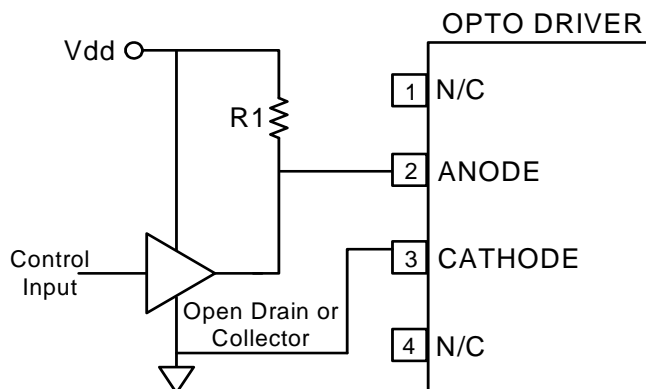 OPTO DRIVER
Vdd
1 N/C
R1
2 ANODE
3 CATHODE
Control
Input
Open Drain or
Collector
4 N/C